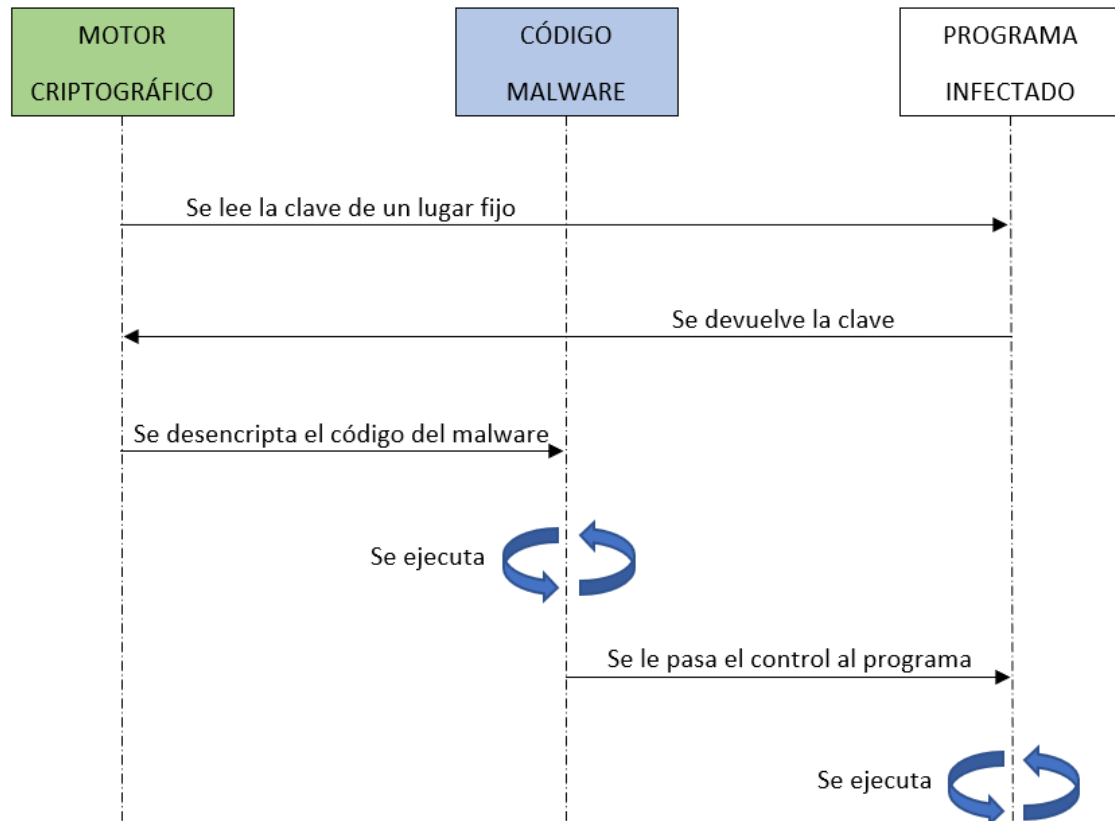 MOTOR
CRIPTOGRÁFICO
CÓDIGO
MALWARE
PROGRAMA
INFECTADO
Se lee la clave de un lugar fijo
Se devuelve la clave
Se desencripta el código del malware
Se ejecuta
Se le pasa el control al programa
Se ejecuta